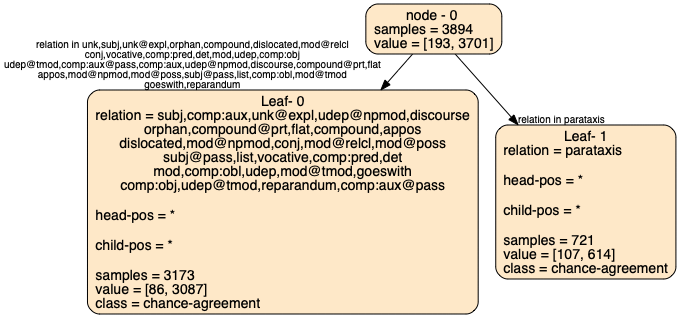 node - 0
samples = 3894
value = [193, 3701]
relation in unk,subj,unk@expl,orphan,compound,dislocated,mod@relcl
conj,vocative,comp:pred,det,mod,udep,comp:obj
udep@tmod,comp:aux@pass,comp:aux,udep@npmod,discourse,compound@prt,flat
appos,mod@npmod,mod@poss,subj@pass,list,comp:obl,mod@tmod
goeswith,reparandum
relation in parataxis
Leaf- 0
relation = subj,comp:aux,unk@expl,udep@npmod,discourse
orphan,compound@prt,flat,compound,appos
dislocated,mod@npmod,conj,mod@relcl,mod@poss
subj@pass,list,vocative,comp:pred,det
mod,comp:obl,udep,mod@tmod,goeswith
comp:obj,udep@tmod,reparandum,comp:aux@pass
head-pos = *
child-pos = *
samples = 3173
value = [86, 3087]
class = chance-agreement
Leaf- 1
relation = parataxis
head-pos = *
child-pos = *
samples = 721
value = [107, 614]
class = chance-agreement